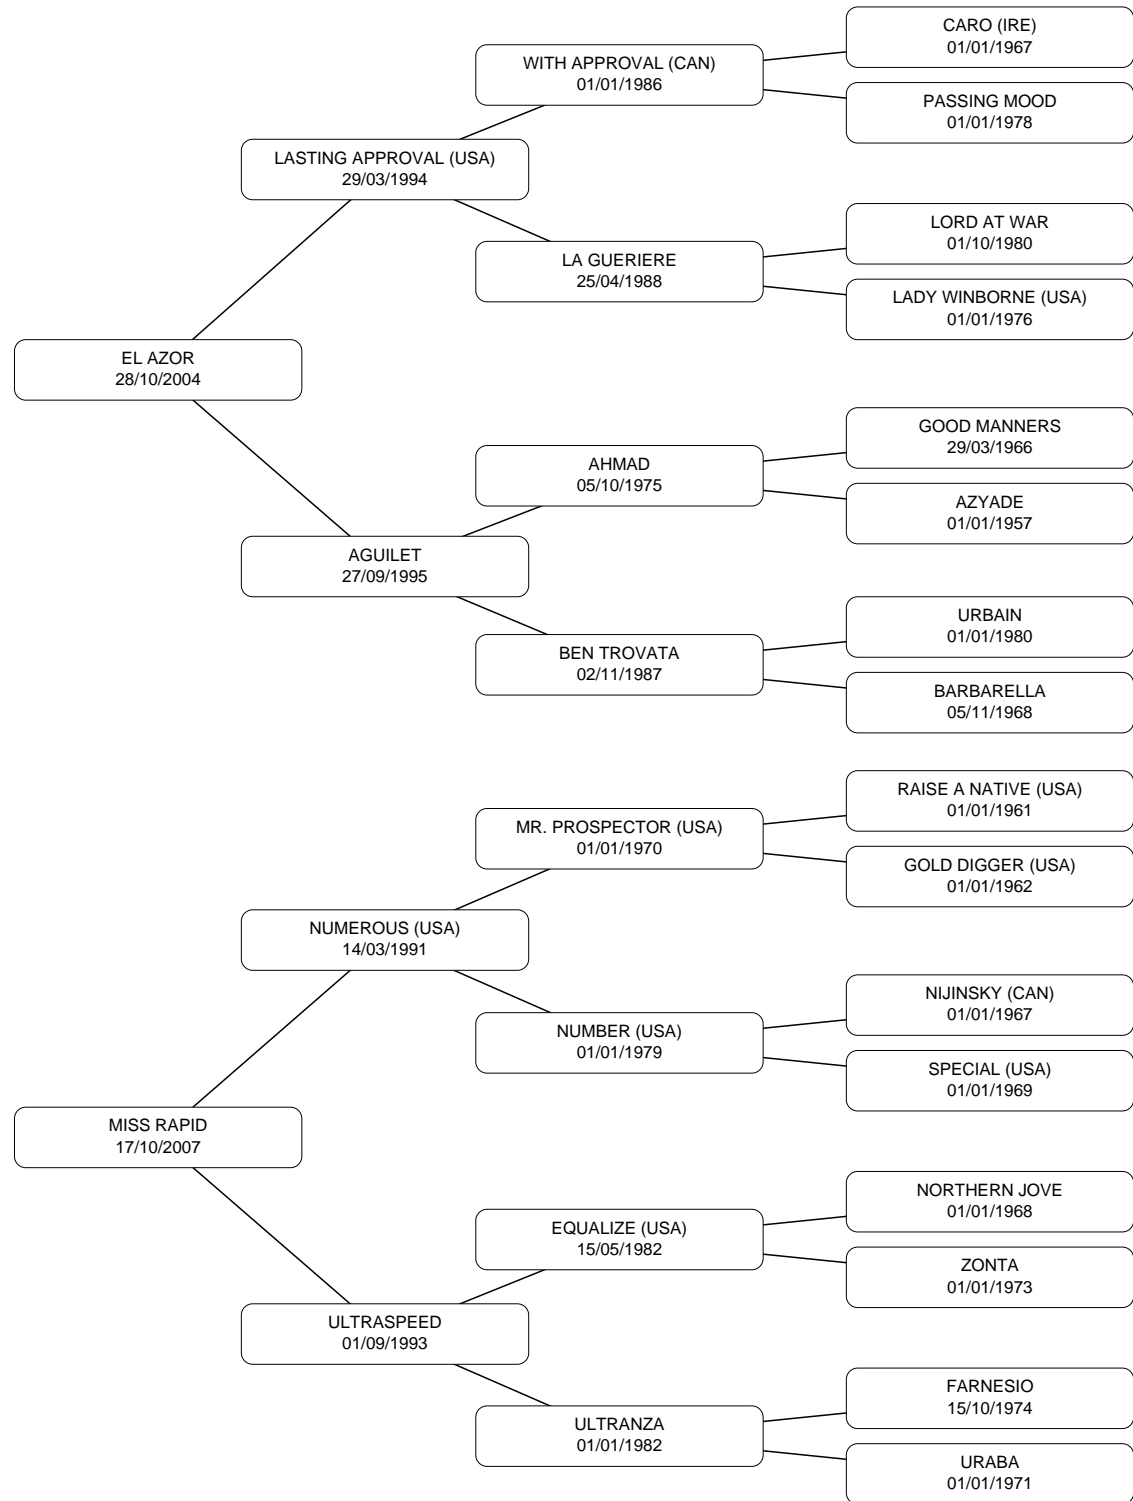 CARO (IRE)
01/01/1967
WITH APPROVAL (CAN)
01/01/1986
PASSING MOOD
01/01/1978
LASTING APPROVAL (USA)
29/03/1994
LORD AT WAR
01/10/1980
LA GUERIERE
25/04/1988
LADY WINBORNE (USA)
01/01/1976
EL AZOR
28/10/2004
GOOD MANNERS
29/03/1966
AHMAD
05/10/1975
AZYADE
01/01/1957
AGUILET
27/09/1995
URBAIN
01/01/1980
BEN TROVATA
02/11/1987
BARBARELLA
05/11/1968
RAISE A NATIVE (USA)
01/01/1961
MR. PROSPECTOR (USA)
01/01/1970
GOLD DIGGER (USA)
01/01/1962
NUMEROUS (USA)
14/03/1991
NIJINSKY (CAN)
01/01/1967
NUMBER (USA)
01/01/1979
SPECIAL (USA)
01/01/1969
MISS RAPID
17/10/2007
NORTHERN JOVE
01/01/1968
EQUALIZE (USA)
15/05/1982
ZONTA
01/01/1973
ULTRASPEED
01/09/1993
FARNESIO
15/10/1974
ULTRANZA
01/01/1982
URABA
01/01/1971